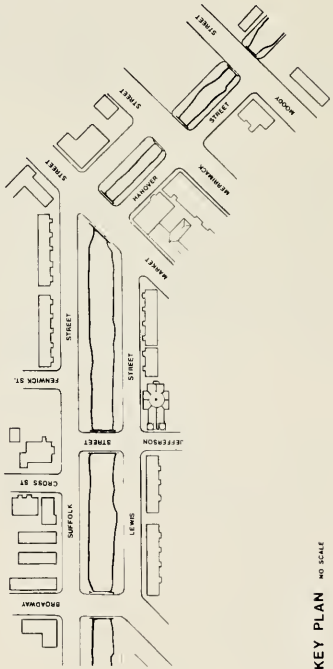 STREET
MOODY
STREET
STREET
MERRIMACK
HANOVER
STREET
MARKET
STREET
STREET
FENWICK ST.
STREET
JEFFERSON
CROSS ST
SUFFOLK
LEWIS
BROADWAY
KEY PLAN NO SCALE